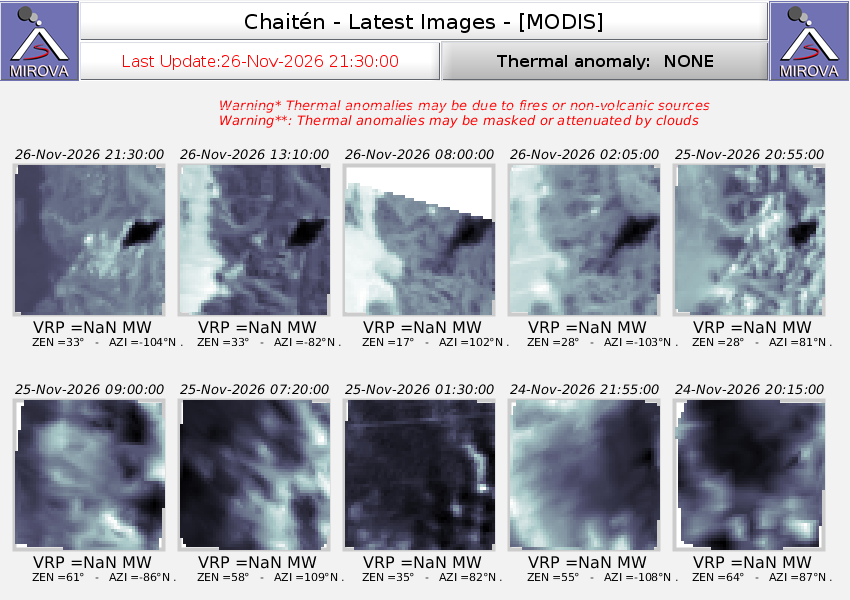 Chaitén - Latest Images - [MODIS]
MIROVA
Last Update:26-Nov-2026 21:30:00
Thermal anomaly: NONE
MIROVA
Warning* Thermal anomalies may be due to fires or non-volcanic sources
Warning**: Thermal anomalies may be masked or attenuated by clouds
26-Nov-2026 21:30:00 26-Nov-2026 13:10:00 26-Nov-2026 08:00:00 26-Nov-2026 02:05:00 25-Nov-2026 20:55:00
VRP =NaN MW VRP =NaN MW VRP =NaN MW VRP =NaN MW VRP =NaN MW
ZEN =33° - AZI =-104°N . ZEN =33° - AZI =-82°N . ZEN =17° - AZI =102°N . ZEN =28° - AZI =-103°N . ZEN =28° - AZI =81°N .
25-Nov-2026 09:00:00 25-Nov-2026 07:20:00 25-Nov-2026 01:30:00 24-Nov-2026 21:55:00 24-Nov-2026 20:15:00
VRP =NaN MW VRP =NaN MW VRP =NaN MW VRP =NaN MW VRP =NaN MW
ZEN =61° - AZI =-86°N . ZEN =58° - AZI =109°N . ZEN =35° - AZI =82°N . ZEN =55° - AZI =-108°N . ZEN =64° - AZI =87°N .